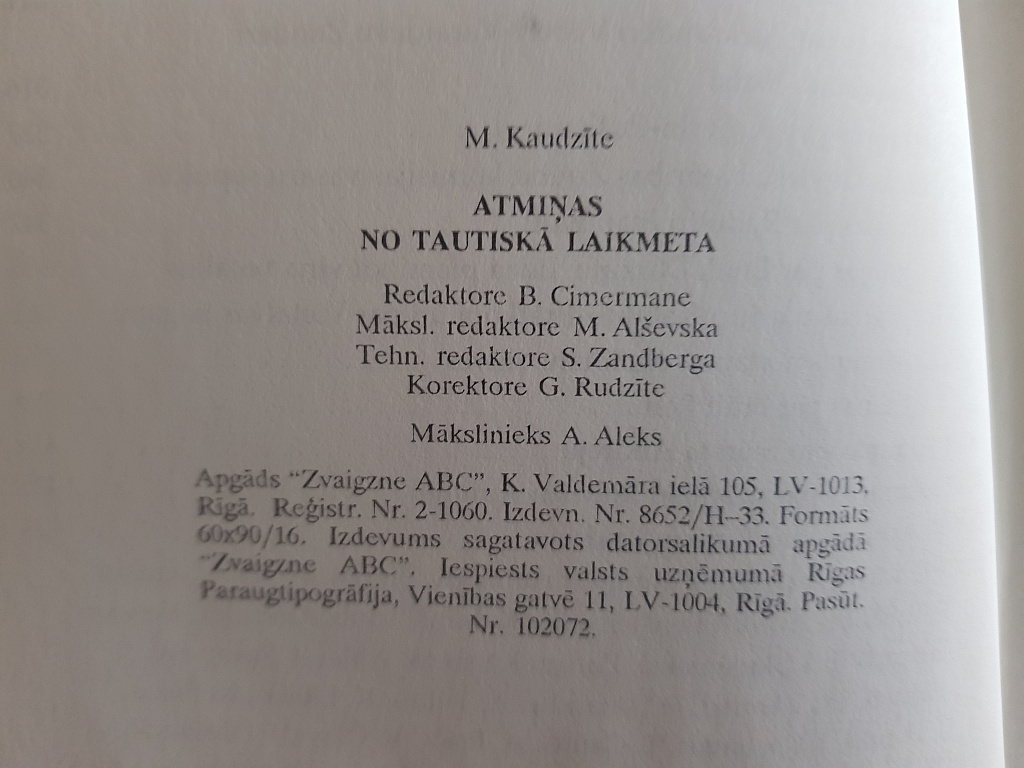 M. Kaudzīte
ATMIŅAS
NO TAUTISKĀ LAIKMETA
Redaktore B. Cimermane
Māksl. redaktore M. Alševska
Tehn. redaktore S. Zandberga
Korektore G. Rudzīte
Mākslinieks A. Aleks
Apgāds “Zvaigzne ABC”, K. Valdemāra ielā 105, LV-1013,
Rīgā. Reģistr. Nr. 2-1060. Izdevn. Nr. 8652/H–33. Formāts
60x90/16. Izdevums sagatavots datorsalikumā apgādā
“Zvaigzne ABC”. Iespiests valsts uzņēmumā Rīgas
Paraugtipogrāfija, Vienības gatvē 11, LV-1004, Rīgā. Pasūt.
Nr. 102072.